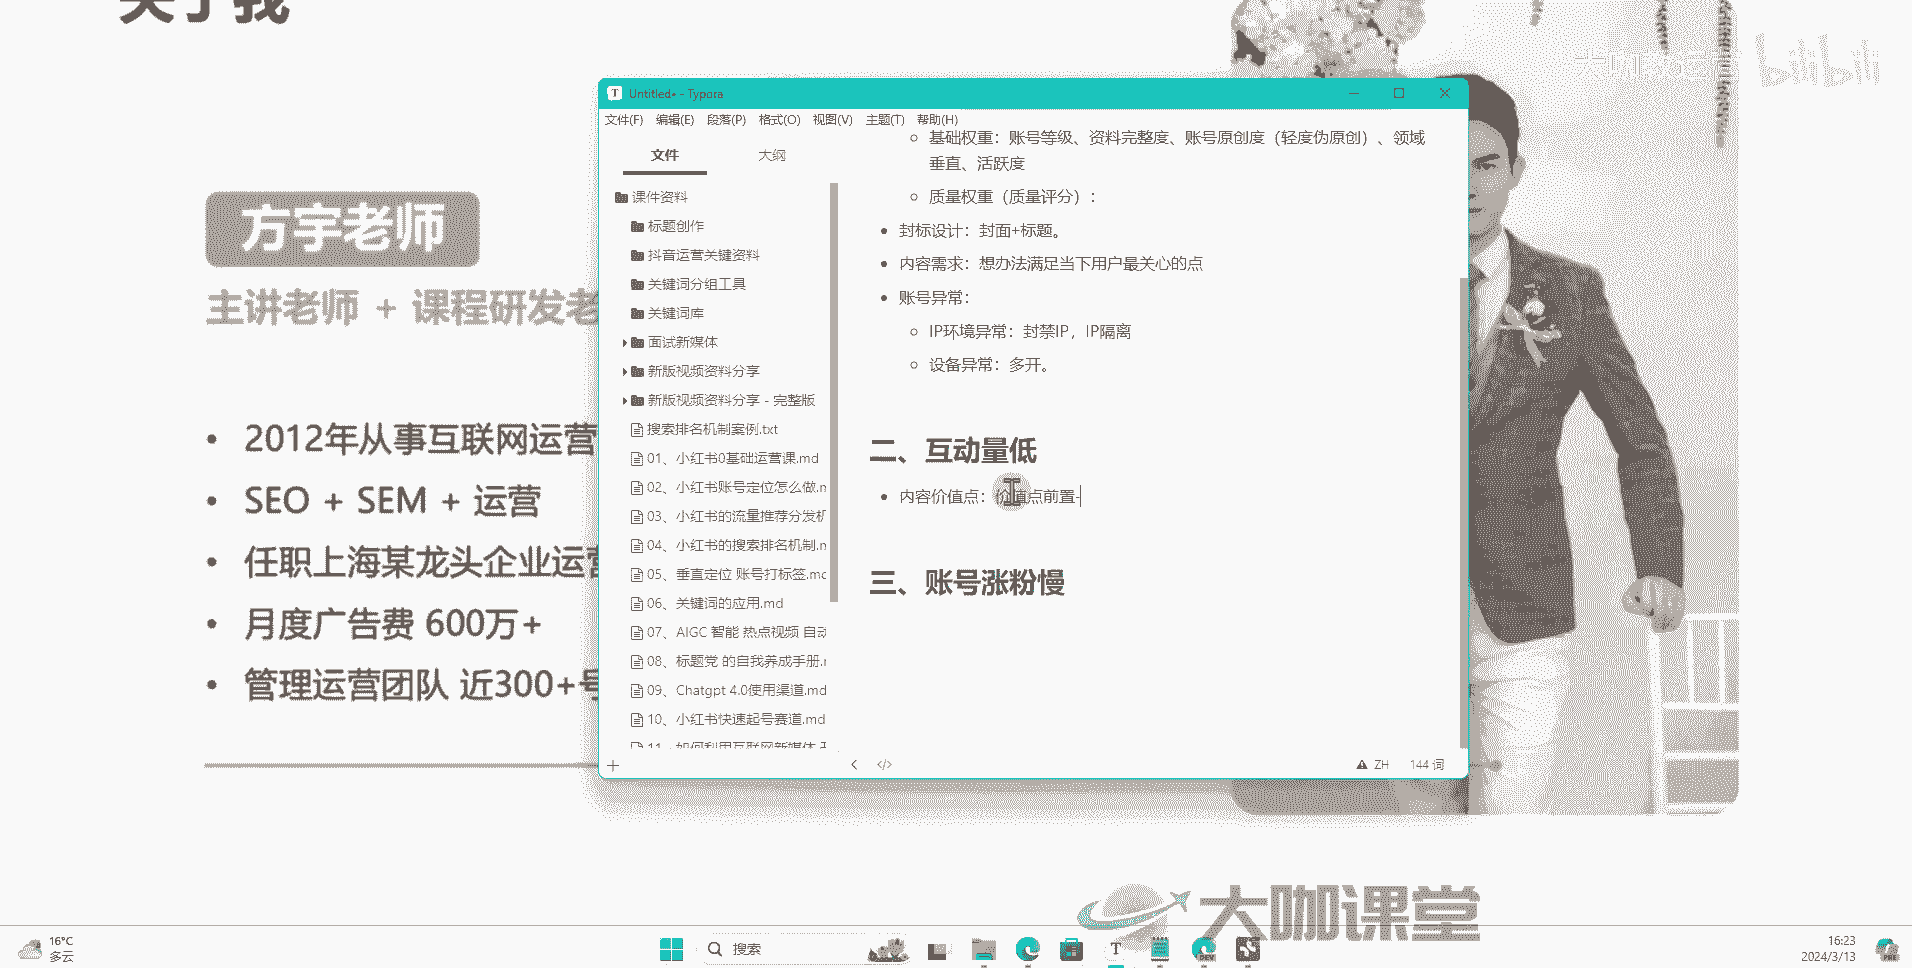 关于我
大咖运营 bilibili
方宇老师
主讲老师 + 课程研发老
2012年从事互联网运营
SEO + SEM + 运营
任职上海某龙头企业运营
月度广告费 600万+
管理运营团队 近300+号
Untitled• - Typora
文件(F) 编辑(E) 段落(P) 格式(O) 视图(V) 主题(T) 帮助(H)
文件 大纲
课件资料
标题创作
抖音运营关键资料
关键词分组工具
关键词库
面试新媒体
新版视频资料分享
新版视频资料分享 - 完整版
搜索排名机制案例.txt
01、小红书0基础运营课.md
02、小红书账号定位怎么做.m
03、小红书的流量推荐分发机
04、小红书的搜索排名机制.m
05、垂直定位 账号打标签.md
06、关键词的应用.md
07、AIGC 智能 热点视频 自动
08、标题党 的自我养成手册.m
09、Chatgpt 4.0使用渠道.md
10、小红书快速起号赛道.md
11、如何利用互联网新媒体
基础权重：账号等级、资料完整度、账号原创度（轻度伪原创）、领域
垂直、活跃度
质量权重（质量评分）：
封标设计：封面+标题。
内容需求：想办法满足当下用户最关心的点
账号异常：
IP环境异常：封禁IP，IP隔离
设备异常：多开。
二、互动量低
内容价值点：价值点前置-
三、账号涨粉慢
ZH 144 词
大咖课堂
16°C
多云
搜索
T
DEV
16:23
2024/3/13
PRE